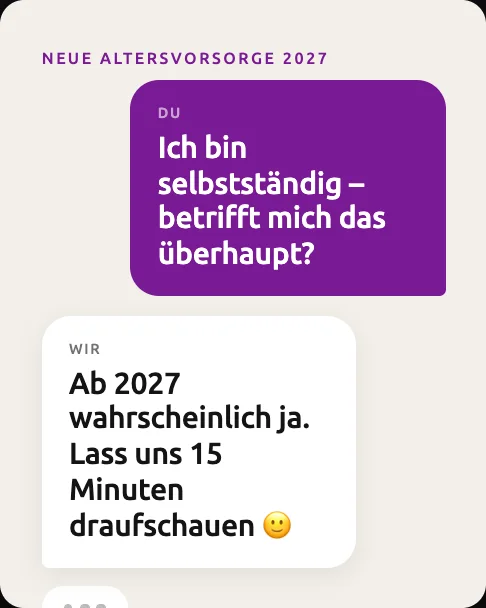 NEUE ALTERSVORSORGE 2027
DU
Ich bin
selbstständig –
betrifft mich das
überhaupt?
WIR
Ab 2027
wahrscheinlich ja.
Lass uns 15
Minuten
draufschauen 🙂